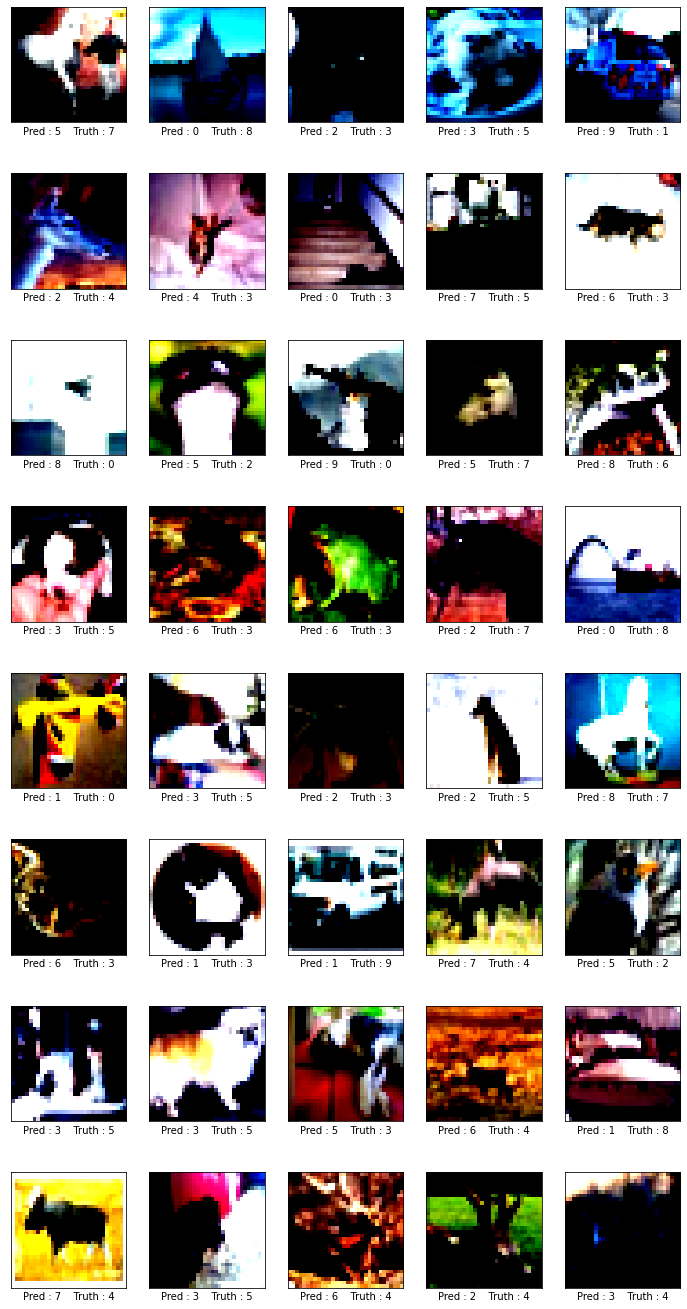 Pred : 5 Truth : 7
Pred : 0 Truth : 8
Pred : 2 Truth : 3
Pred : 3 Truth : 5
Pred : 9 Truth : 1
Pred : 2 Truth : 4
Pred : 4 Truth : 3
Pred : 0 Truth : 3
Pred : 7 Truth : 5
Pred : 6 Truth : 3
Pred : 8 Truth : 0
Pred : 5 Truth : 2
Pred : 9 Truth : 0
Pred : 5 Truth : 7
Pred : 8 Truth : 6
Pred : 3 Truth : 5
Pred : 6 Truth : 3
Pred : 6 Truth : 3
Pred : 2 Truth : 7
Pred : 0 Truth : 8
Pred : 1 Truth : 0
Pred : 3 Truth : 5
Pred : 2 Truth : 3
Pred : 2 Truth : 5
Pred : 8 Truth : 7
Pred : 6 Truth : 3
Pred : 1 Truth : 3
Pred : 1 Truth : 9
Pred : 7 Truth : 4
Pred : 5 Truth : 2
Pred : 3 Truth : 5
Pred : 3 Truth : 5
Pred : 5 Truth : 3
Pred : 6 Truth : 4
Pred : 1 Truth : 8
Pred : 7 Truth : 4
Pred : 3 Truth : 5
Pred : 6 Truth : 4
Pred : 2 Truth : 4
Pred : 3 Truth : 4